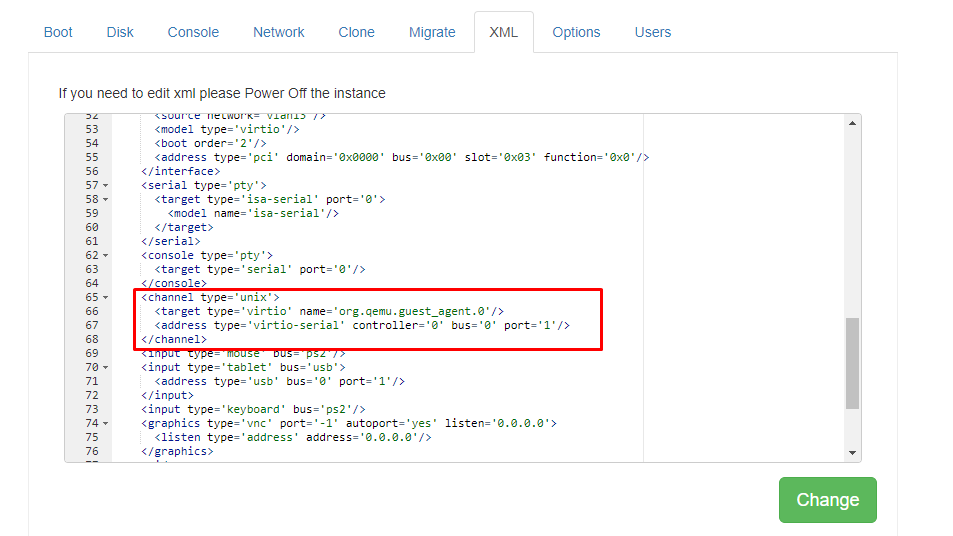 Boot Disk Console Network Clone Migrate XML Options Users
If you need to edit xml please Power Off the instance
52 <source network='vlan13'/>
53 <model type='virtio'/>
54 <boot order='2'/>
55 <address type='pci' domain='0x0000' bus='0x00' slot='0x03' function='0x0'/>
56 </interface>
57 <serial type='pty'>
58 <target type='isa-serial' port='0'>
59 <model name='isa-serial'/>
60 </target>
61 </serial>
62 <console type='pty'>
63 <target type='serial' port='0'/>
64 </console>
65 <channel type='unix'>
66 <target type='virtio' name='org.qemu.guest_agent.0'/>
67 <address type='virtio-serial' controller='0' bus='0' port='1'/>
68 </channel>
69 <input type='mouse' bus='ps2'/>
70 <input type='tablet' bus='usb'>
71 <address type='usb' bus='0' port='1'/>
72 </input>
73 <input type='keyboard' bus='ps2'/>
74 <graphics type='vnc' port='-1' autoport='yes' listen='0.0.0.0'>
75 <listen type='address' address='0.0.0.0'/>
76 </graphics>
Change